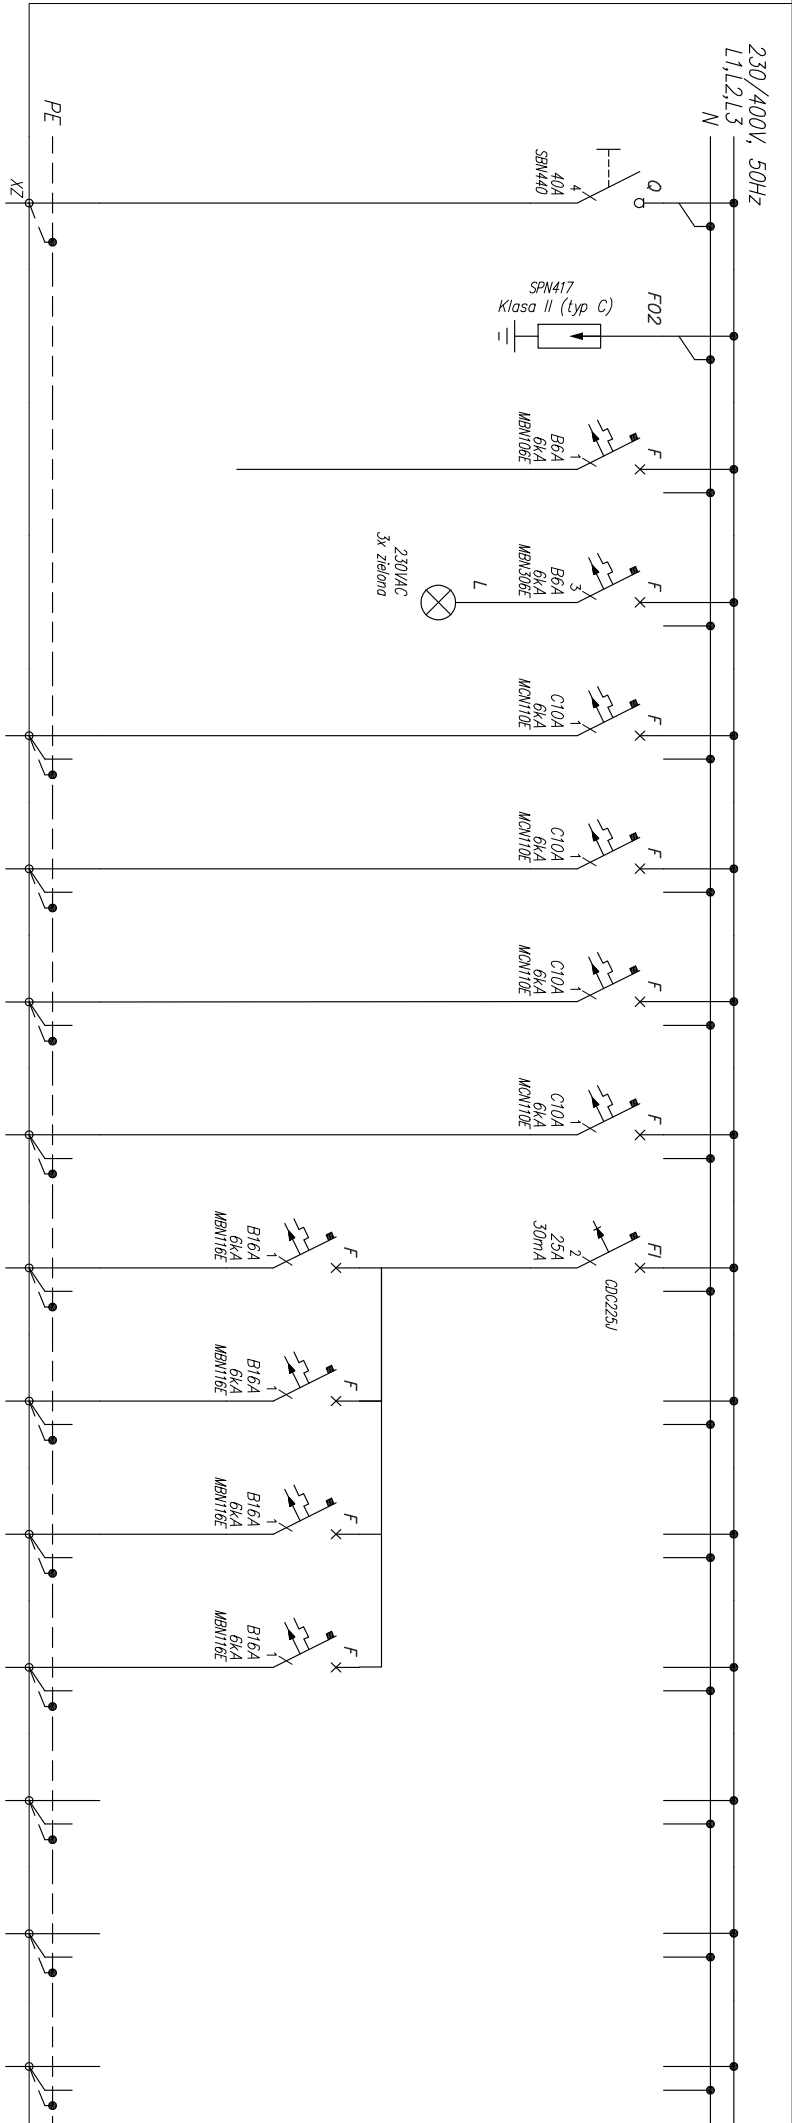 230/400V, 50Hz
L1,L2,L3
N
Q
4
40A
SBN440
PE
XZ
F02
SPN417
Klasa II (typ C)
F
1
B6A
6kA
MBN106E
F
3
B6A
6kA
MBN306E
L
230VAC
3x zielona
F
1
C10A
6kA
MCN110E
F
1
C10A
6kA
MCN110E
F
1
C10A
6kA
MCN110E
F
1
C10A
6kA
MCN110E
FI
CDC225J
2
25A
30mA
F
1
B16A
6kA
MBN116E
F
1
B16A
6kA
MBN116E
F
1
B16A
6kA
MBN116E
F
1
B16A
6kA
MBN116E